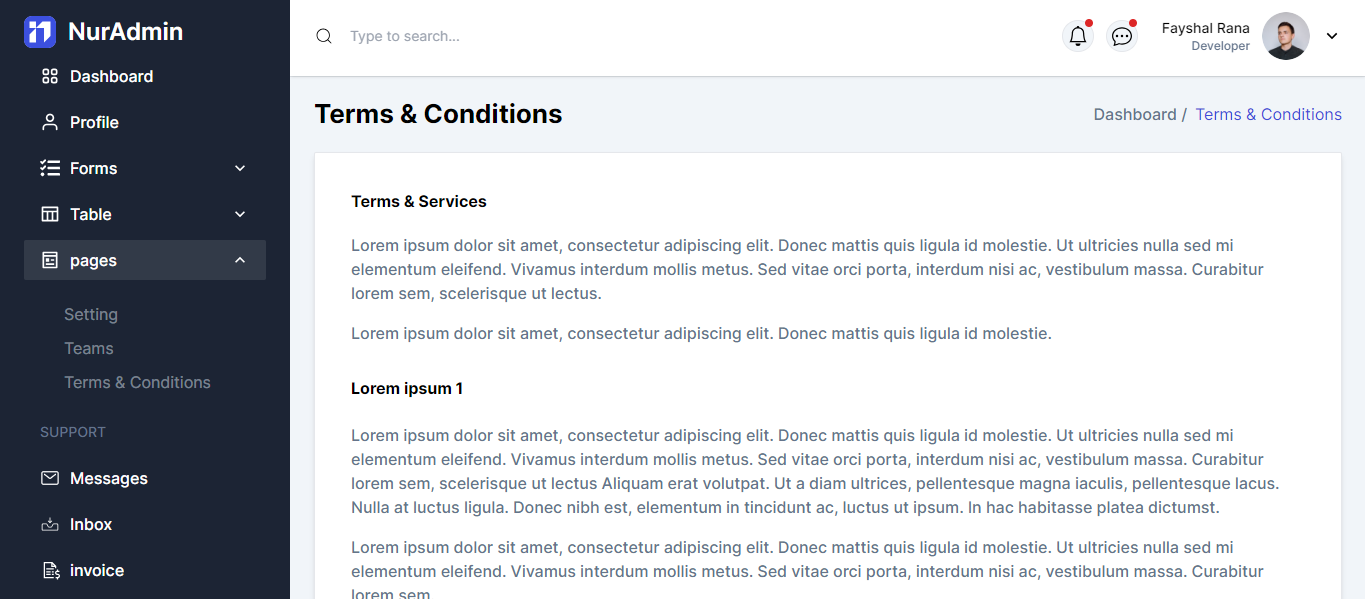 NurAdmin
Dashboard
Profile
Forms
Table
pages
Setting
Teams
Terms & Conditions
SUPPORT
Messages
Inbox
invoice
Type to search...
Fayshal Rana
Developer
Terms & Conditions
Dashboard / Terms & Conditions
Terms & Services
Lorem ipsum dolor sit amet, consectetur adipiscing elit. Donec mattis quis ligula id molestie. Ut ultricies nulla sed mi
elementum eleifend. Vivamus interdum mollis metus. Sed vitae orci porta, interdum nisi ac, vestibulum massa. Curabitur
lorem sem, scelerisque ut lectus.
Lorem ipsum dolor sit amet, consectetur adipiscing elit. Donec mattis quis ligula id molestie.
Lorem ipsum 1
Lorem ipsum dolor sit amet, consectetur adipiscing elit. Donec mattis quis ligula id molestie. Ut ultricies nulla sed mi
elementum eleifend. Vivamus interdum mollis metus. Sed vitae orci porta, interdum nisi ac, vestibulum massa. Curabitur
lorem sem, scelerisque ut lectus Aliquam erat volutpat. Ut a diam ultrices, pellentesque magna iaculis, pellentesque lacus.
Nulla at luctus ligula. Donec nibh est, elementum in tincidunt ac, luctus ut ipsum. In hac habitasse platea dictumst.
Lorem ipsum dolor sit amet, consectetur adipiscing elit. Donec mattis quis ligula id molestie. Ut ultricies nulla sed mi
elementum eleifend. Vivamus interdum mollis metus. Sed vitae orci porta, interdum nisi ac, vestibulum massa. Curabitur
lorem sem